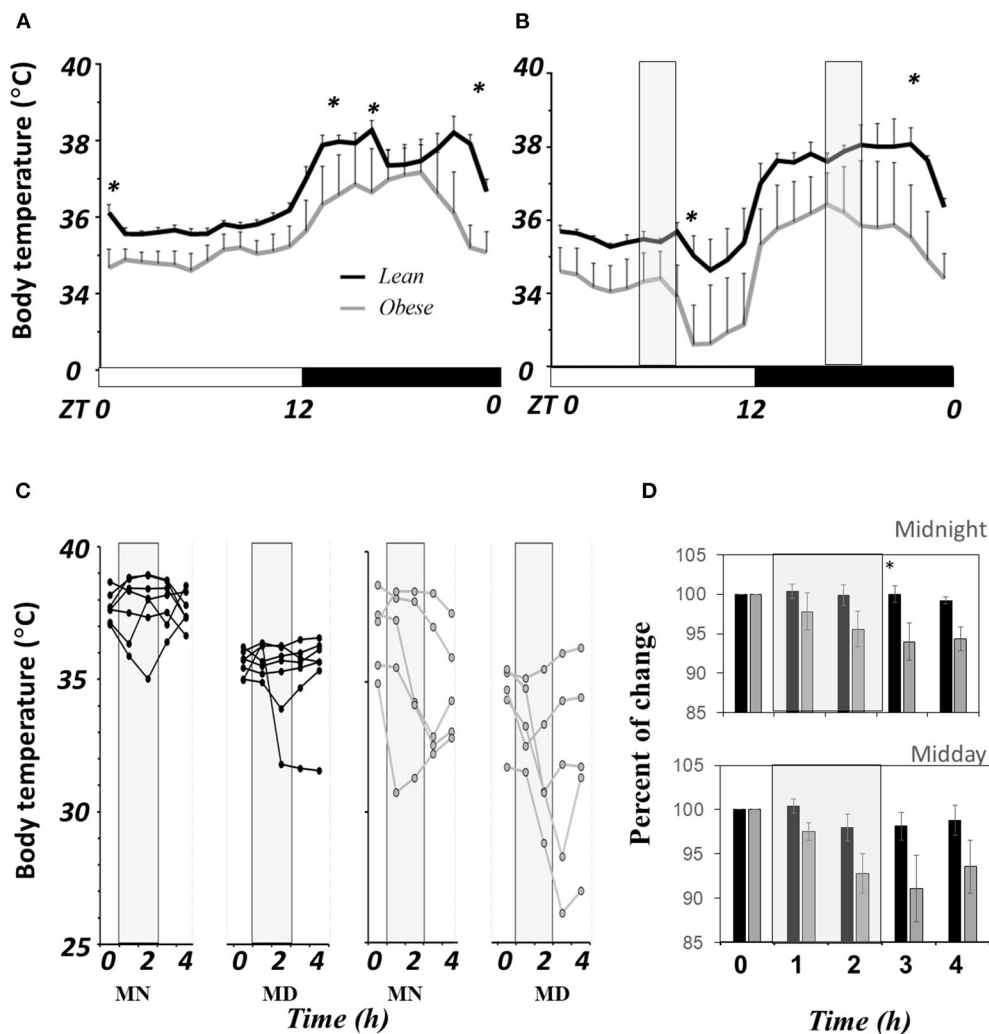 A
B
Body temperature (°C)
40
38
36
34
0
*
*
*
*
Lean
Obese
ZT 0
12
0
40
38
36
34
0
*
*
ZT 0
12
0
C
D
Body temperature (°C)
40
35
30
25
0 2 4
0 2 4
0 2 4
0 2 4
MN
MD
MN
MD
Time (h)
Midnight
Percent of change
105
100
95
90
85
*
Midday
105
100
95
90
85
0 1 2 3 4
Time (h)